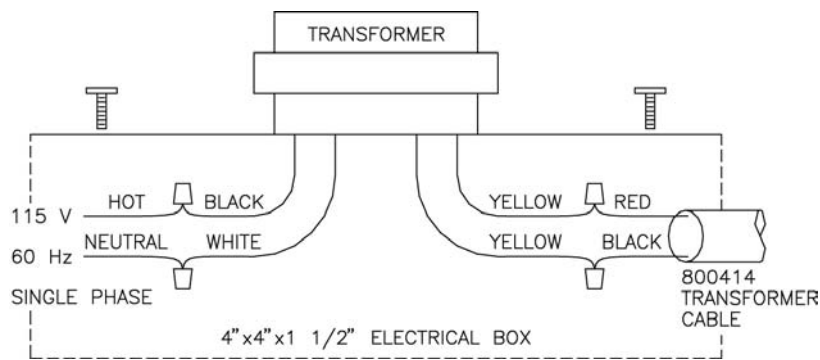 TRANSFORMER
HOT BLACK YELLOW RED
115 V
NEUTRAL WHITE YELLOW BLACK
60 Hz
SINGLE PHASE
800414
TRANSFORMER
CABLE
4"x4"x1 1/2" ELECTRICAL BOX